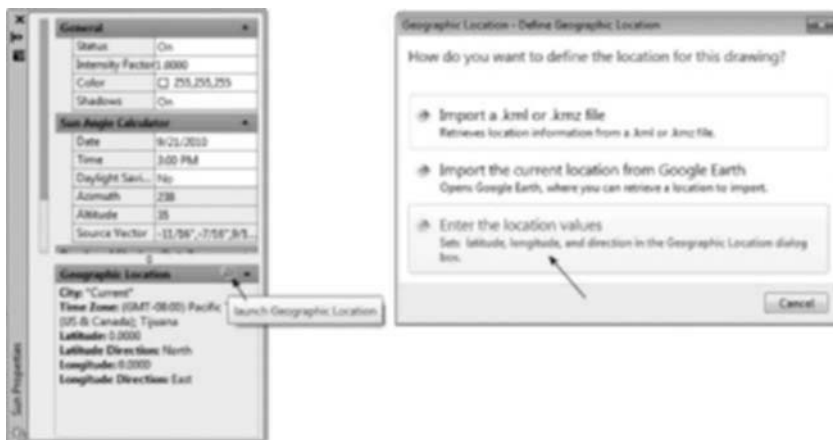 General
Status On
Intensity Factor 1.0000
Color 255,255,255
Shadows On
Sun Angle Calculator
Date 9/21/2010
Time 3:00 PM
Daylight Savi... No
Azimuth 238
Altitude 35
Source Vector -11/16",-7/16",9/1...
Geographic Location
City: "Current"
Time Zone: (GMT-08:00) Pacific
(US & Canada); Tijuana
Latitude: 0.0000
Latitude Direction: North
Longitude: 0.0000
Longitude Direction: East
launch Geographic Location
Sun Properties
Geographic Location - Define Geographic Location
How do you want to define the location for this drawing?
Import a .kml or .kmz file
Retrieves location information from a .kml or .kmz file.
Import the current location from Google Earth
Opens Google Earth, where you can retrieve a location to import.
Enter the location values
Sets latitude, longitude, and direction in the Geographic Location dialog
box.
Cancel